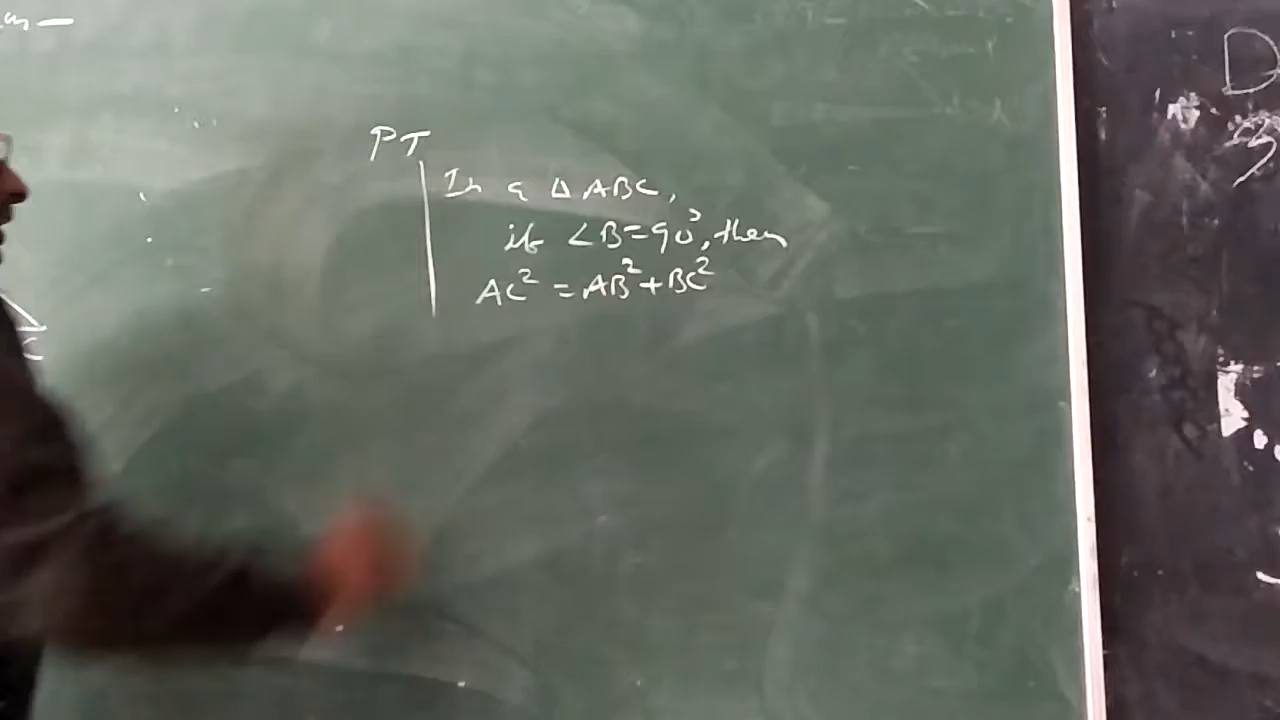 PT
In a Δ ABC,
if ∠B=90°, then
AC² = AB² + BC²
C
D